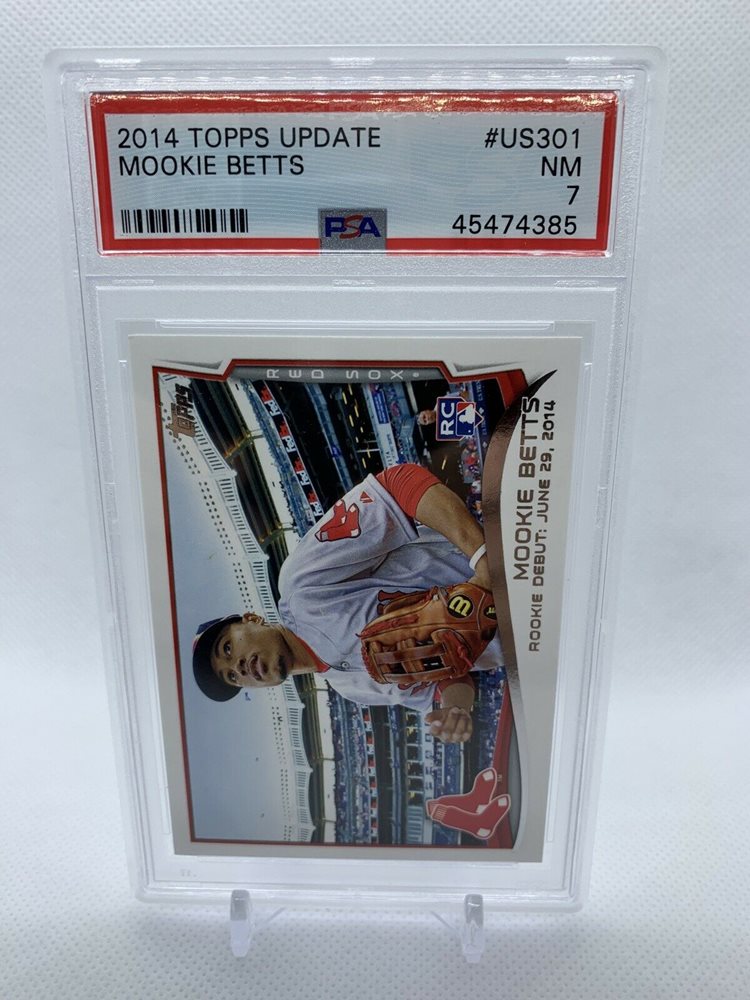 2014 TOPPS UPDATE #US301
MOOKIE BETTS NM
7
PSA 45474385
RED SOX
TOPPS
RC
MOOKIE BETTS
ROOKIE DEBUT: JUNE 29, 2014